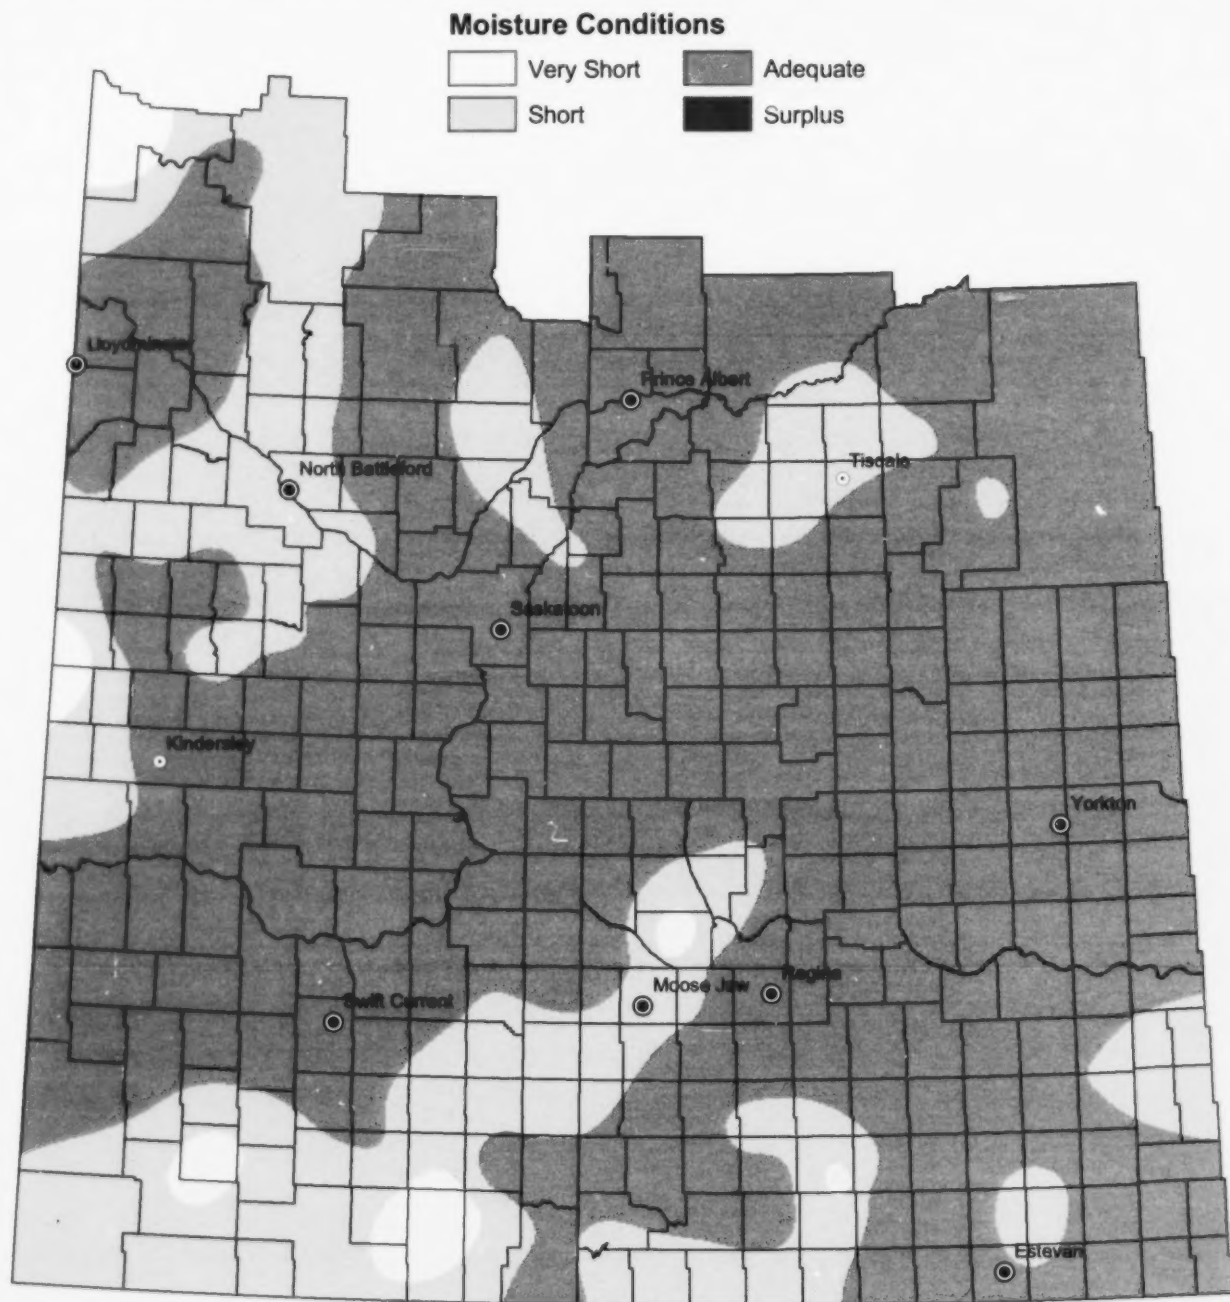 Moisture Conditions
Very Short
Adequate
Short
Surplus
Lloydminster
Prince Albert
North Battleford
Tisdale
Saskatoon
Kindersley
Yorkton
Moose Jaw
Regina
Swift Current
Estevan